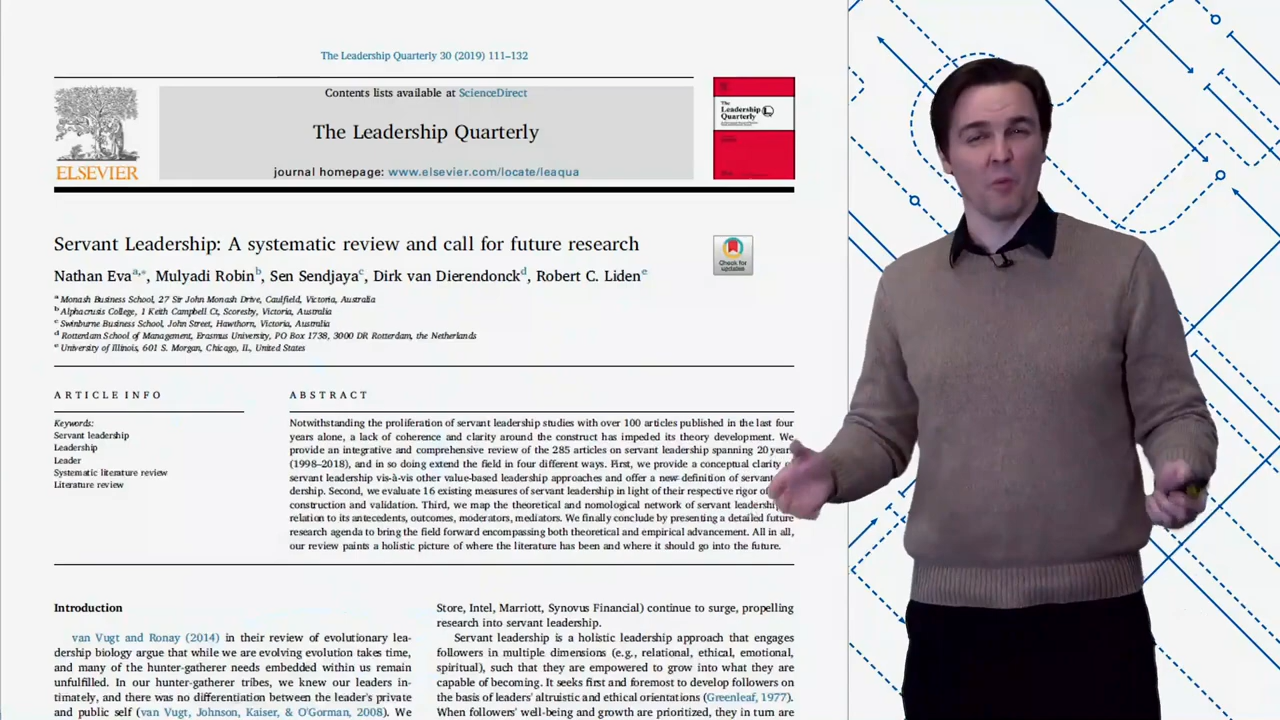 The Leadership Quarterly 30 (2019) 111–132
Contents lists available at ScienceDirect
The Leadership Quarterly
journal homepage: www.elsevier.com/locate/leaqua
ELSEVIER
The
Leadership
Quarterly
Servant Leadership: A systematic review and call for future research
Check for
updates
Nathan Evaa,⁎, Mulyadi Robinb, Sen Sendjayac, Dirk van Dierendonckd, Robert C. Lidene
a Monash Business School, 27 Sir John Monash Drive, Caulfield, Victoria, Australia
b Alphacrusis College, 1 Keith Campbell Ct, Scoresby, Victoria, Australia
c Swinburne Business School, John Street, Hawthorn, Victoria, Australia
d Rotterdam School of Management, Erasmus University, PO Box 1738, 3000 DR Rotterdam, the Netherlands
e University of Illinois, 601 S. Morgan, Chicago, IL, United States
ARTICLE INFO
Keywords:
Servant leadership
Leadership
Leader
Systematic literature review
Literature review
ABSTRACT
Notwithstanding the proliferation of servant leadership studies with over 100 articles published in the last four
years alone, a lack of coherence and clarity around the construct has impeded its theory development. We
provide an integrative and comprehensive review of the 285 articles on servant leadership spanning 20 years
(1998–2018), and in so doing extend the field in four different ways. First, we provide a conceptual clarity
servant leadership vis-à-vis other value-based leadership approaches and offer a new definition of servant
dership. Second, we evaluate 16 existing measures of servant leadership in light of their respective rigor of
construction and validation. Third, we map the theoretical and nomological network of servant leadership
relation to its antecedents, outcomes, moderators, mediators. We finally conclude by presenting a detailed future
research agenda to bring the field forward encompassing both theoretical and empirical advancement. All in all,
our review paints a holistic picture of where the literature has been and where it should go into the future.
Introduction
van Vugt and Ronay (2014) in their review of evolutionary lea-
dership biology argue that while we are evolving evolution takes time,
and many of the hunter-gatherer needs embedded within us remain
unfulfilled. In our hunter-gatherer tribes, we knew our leaders in-
timately, and there was no differentiation between the leader's private
and public self (van Vugt, Johnson, Kaiser, & O'Gorman, 2008). We
Store, Intel, Marriott, Synovus Financial) continue to surge, propelling
research into servant leadership.
Servant leadership is a holistic leadership approach that engages
followers in multiple dimensions (e.g., relational, ethical, emotional,
spiritual), such that they are empowered to grow into what they are
capable of becoming. It seeks first and foremost to develop followers on
the basis of leaders' altruistic and ethical orientations (Greenleaf, 1977).
When followers' well-being and growth are prioritized, they in turn are